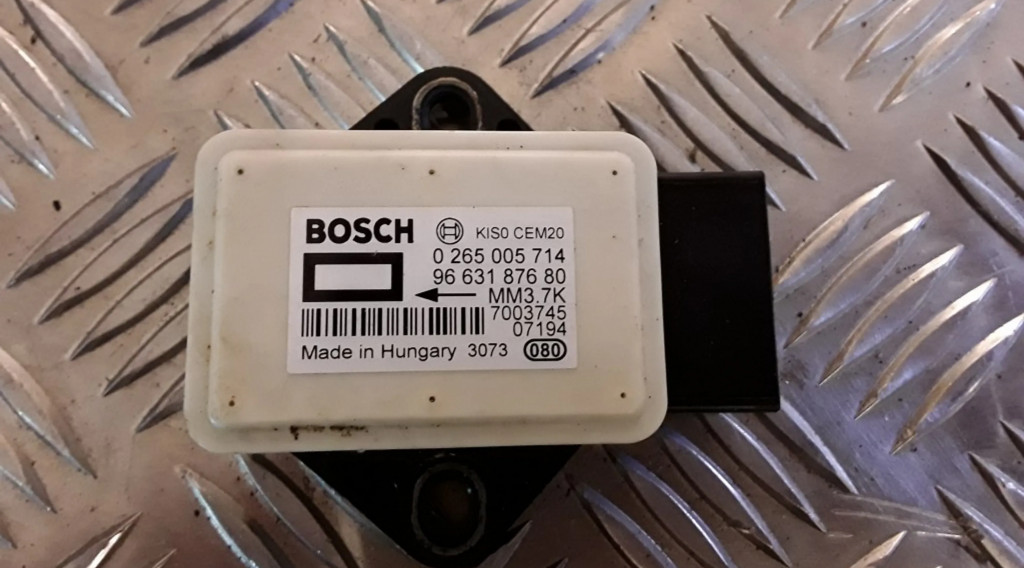 BOSCH KIS0 CEM20
0 265 005 714
96 631 876 80
MM3.7K
7003745
07194
Made in Hungary 3073 080